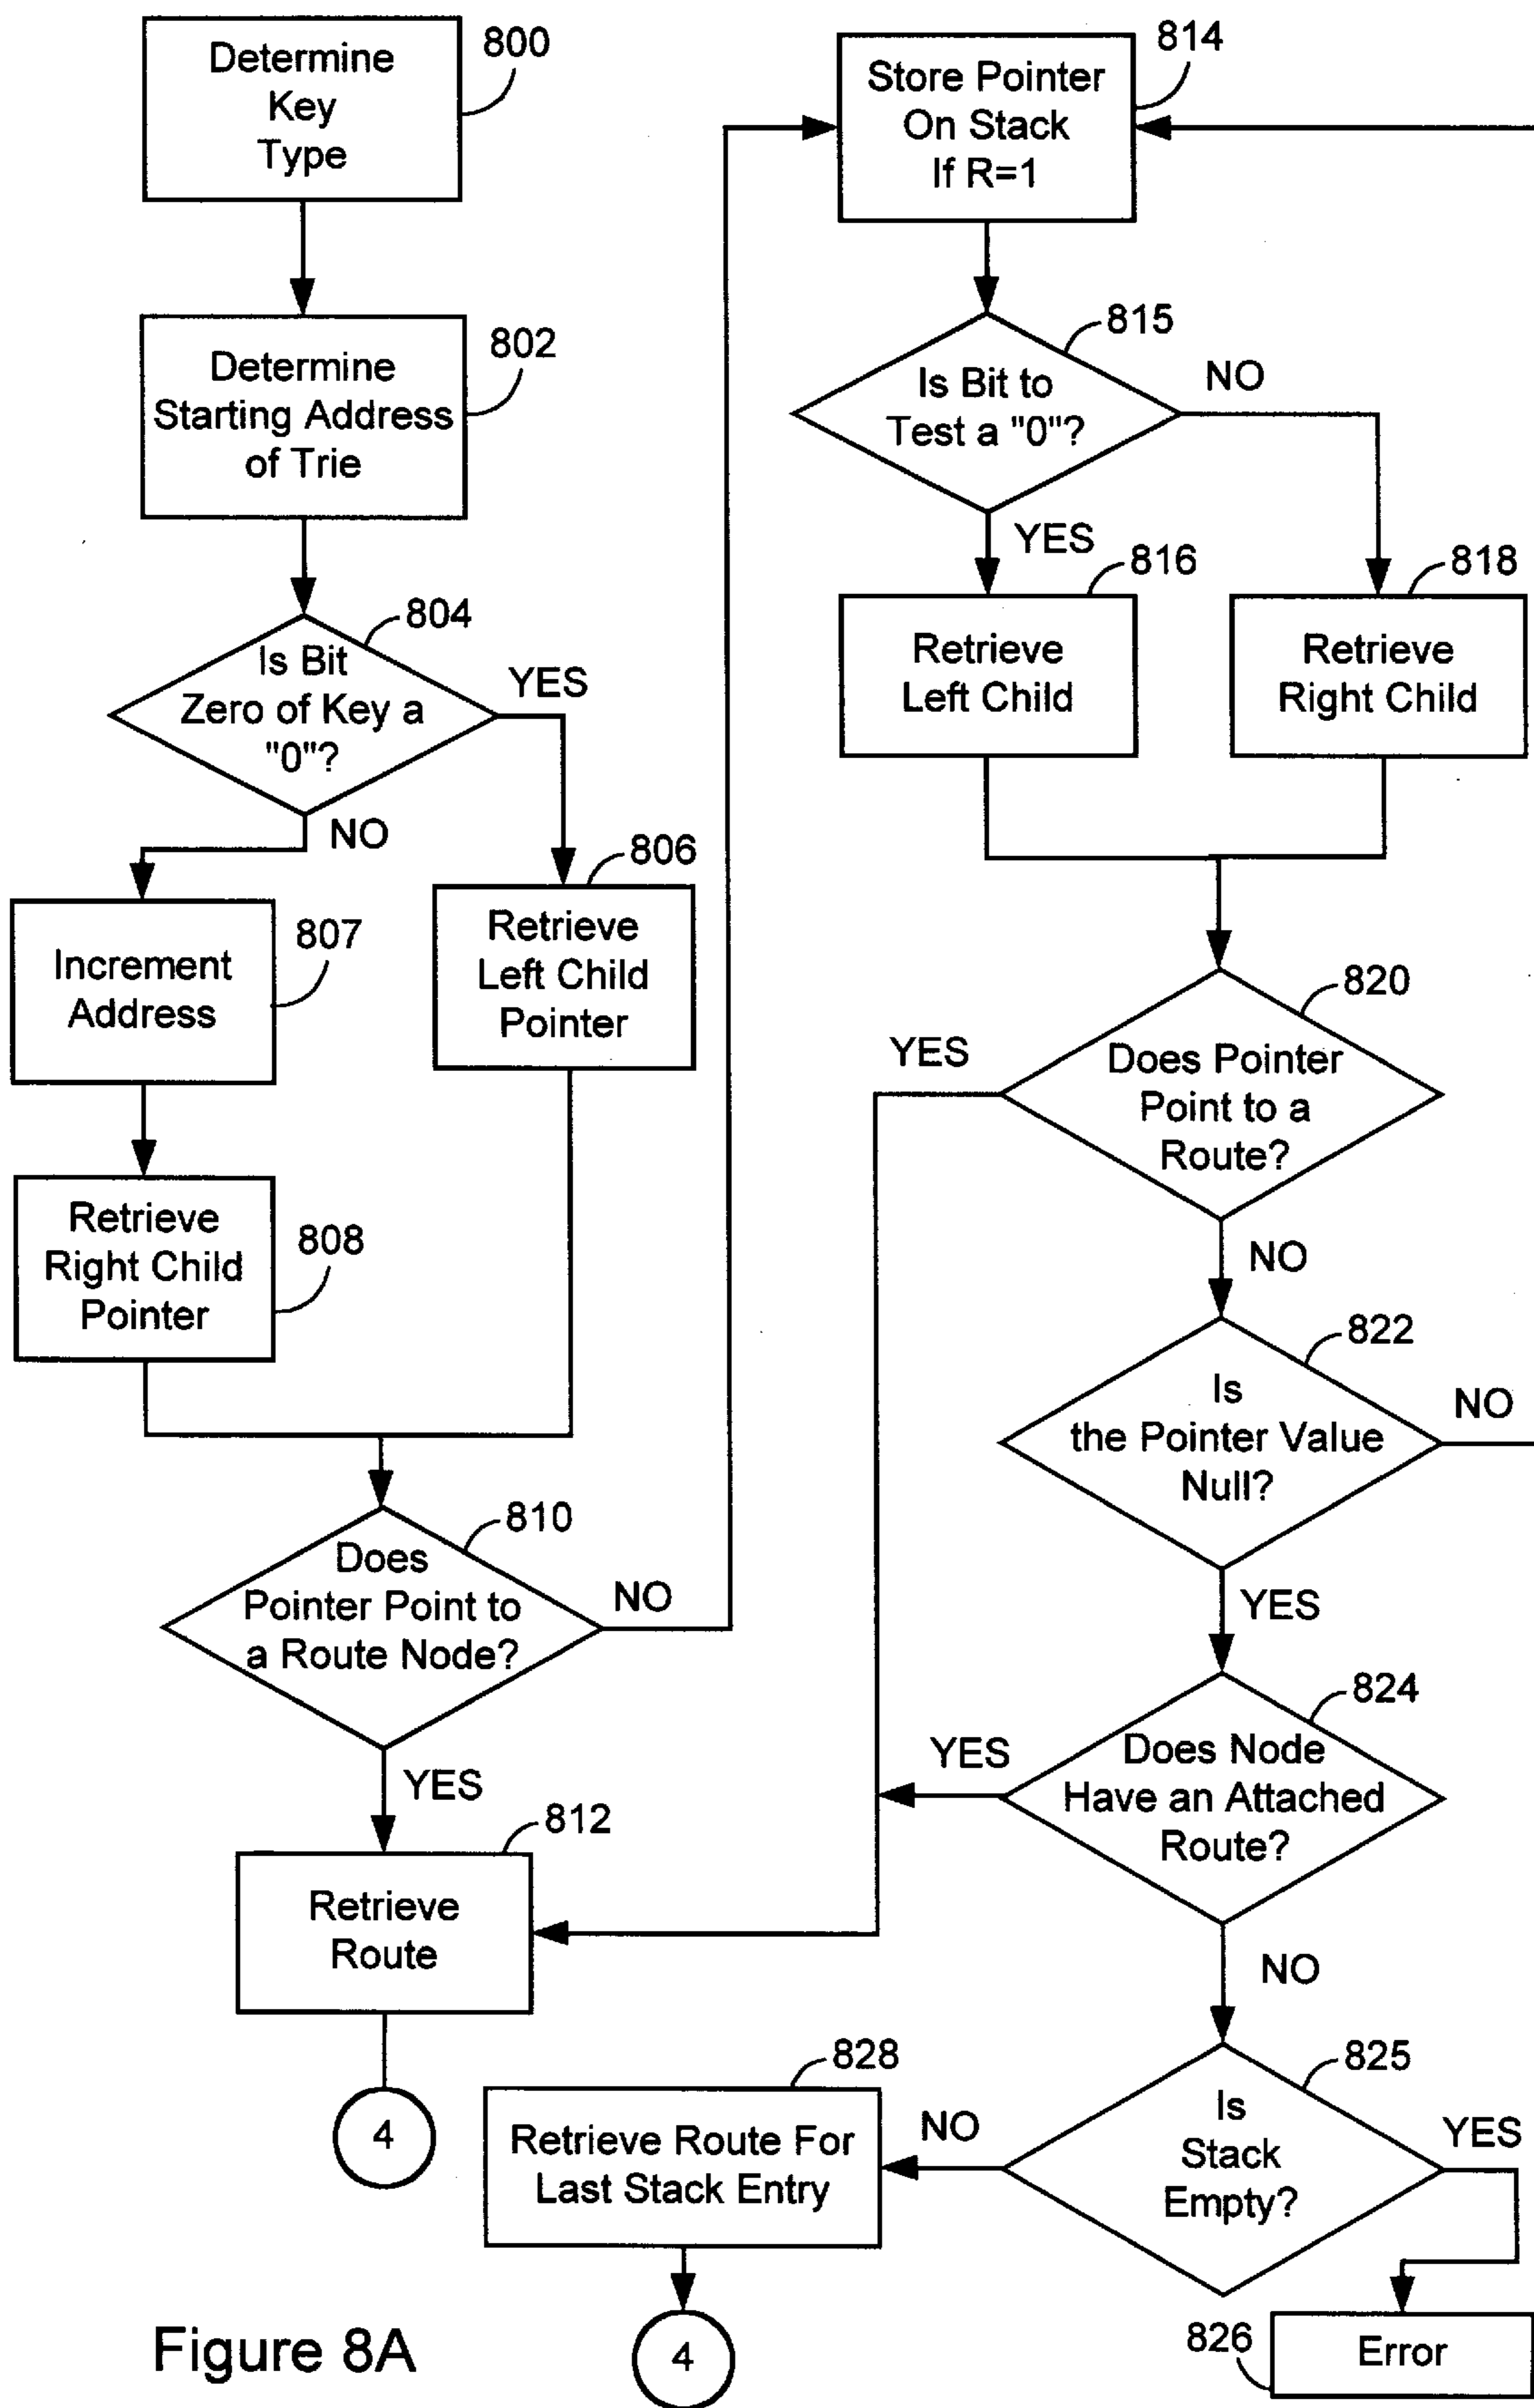 Determine
Key
Type
800
Determine
Starting Address
of Trie
802
Is Bit
Zero of Key a
"0"?
804
YES
NO
Increment
Address
807
Retrieve
Left Child
Pointer
806
Retrieve
Right Child
Pointer
808
Does
Pointer Point to
a Route Node?
810
NO
YES
Retrieve
Route
812
4
Store Pointer
On Stack
If R=1
814
Is Bit to
Test a "0"?
815
NO
YES
Retrieve
Left Child
816
Retrieve
Right Child
818
Does Pointer
Point to a
Route?
820
YES
NO
Is
the Pointer Value
Null?
822
NO
YES
Does Node
Have an Attached
Route?
824
YES
NO
Is
Stack
Empty?
825
NO
YES
Retrieve Route For
Last Stack Entry
828
4
Error
826
Figure 8A